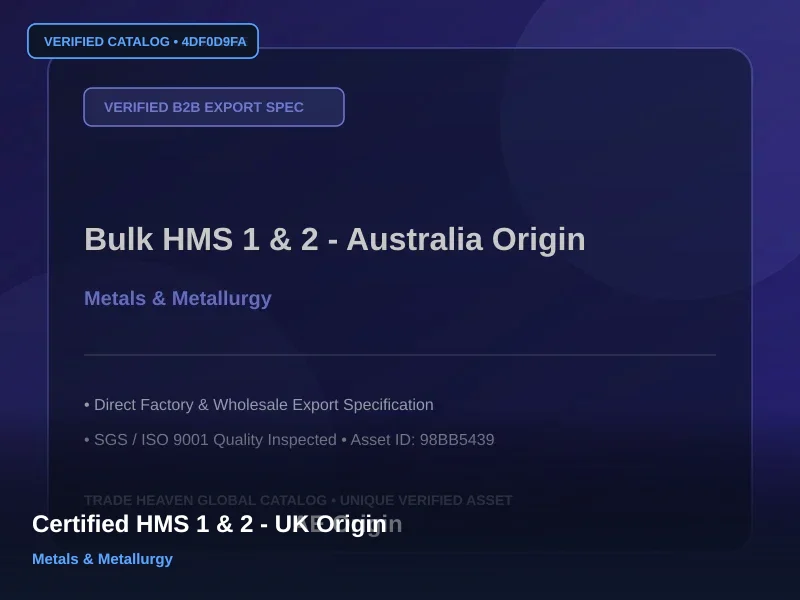 VERIFIED CATALOG • 4DF0D9FA
VERIFIED B2B EXPORT SPEC
Bulk HMS 1 & 2 - Australia Origin
Metals & Metallurgy
• Direct Factory & Wholesale Export Specification
• SGS / ISO 9001 Quality Inspected • Asset ID: 98BB5439
TRADE HEAVEN GLOBAL CATALOG • UNIQUE VERIFIED ASSET
Certified HMS 1 & 2 - UK Origin
Metals & Metallurgy